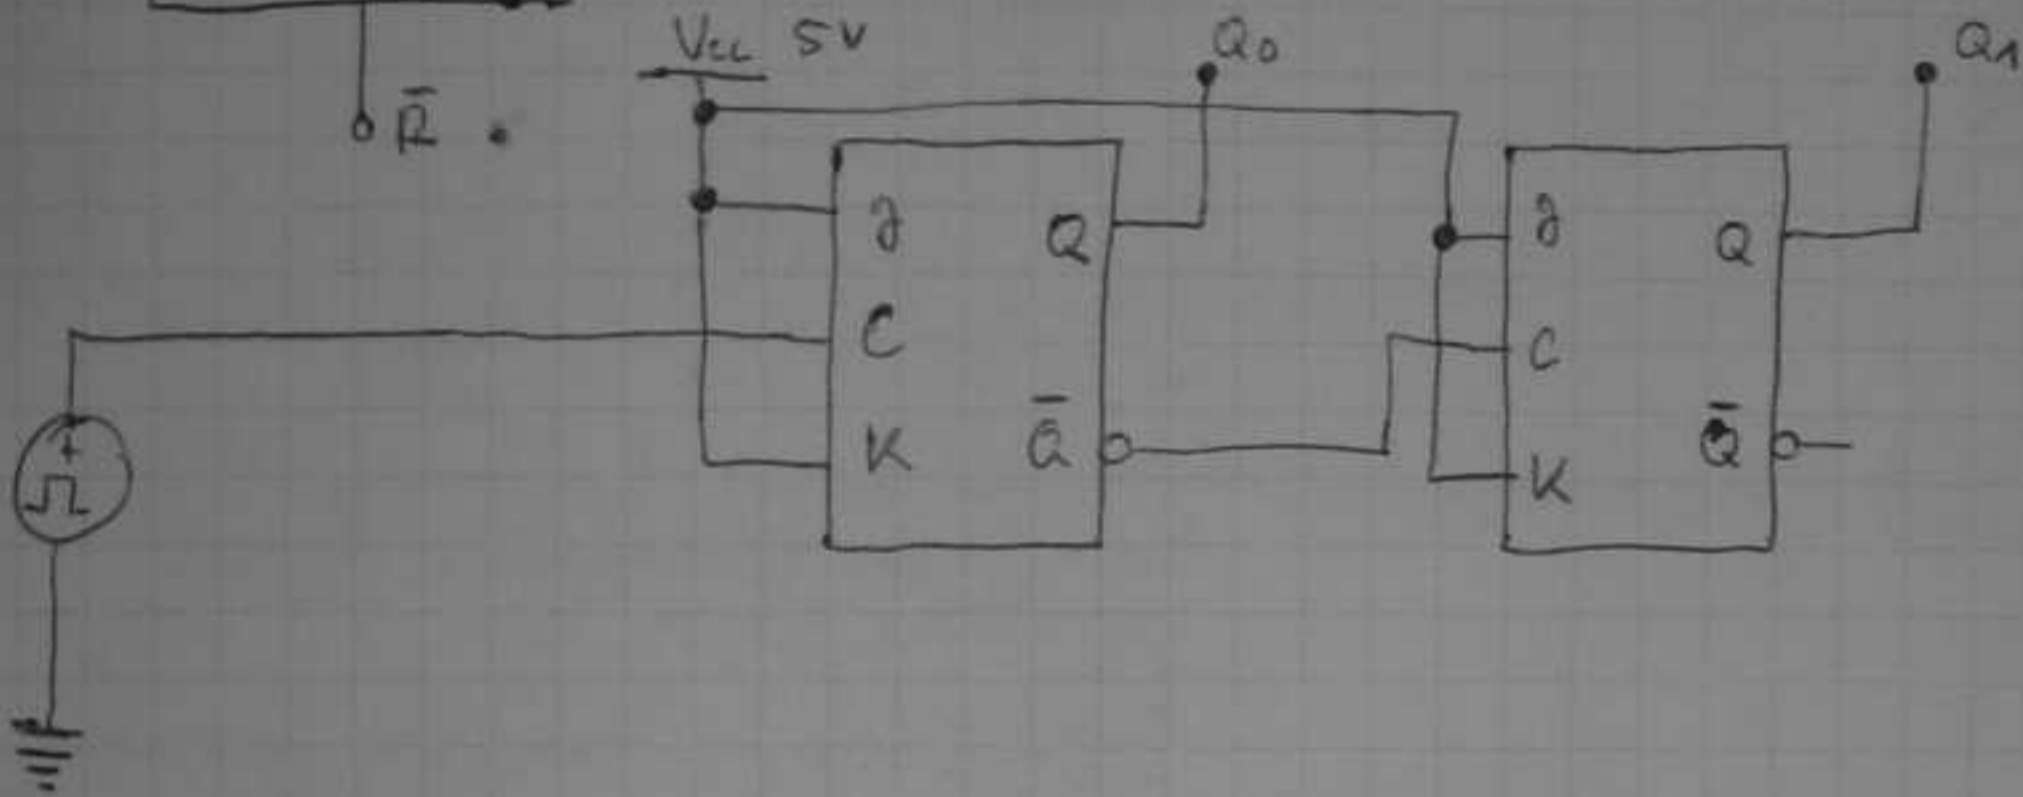 Vcc 5V Q0 Q1
R̅
J Q J Q
C C
K Q̅ K Q̅
+